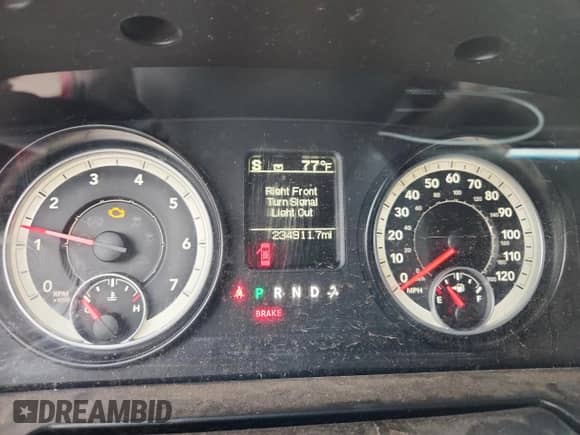 S 77°F
Right Front
Turn Signal
Light Out
234911.7mi
0 1 2 3 4 5 6 7
RPM
C H
P R N D
BRAKE
0 10 20 30 40 50 60 70 80 90 100 110 120
MPH
E F
DREAMBID